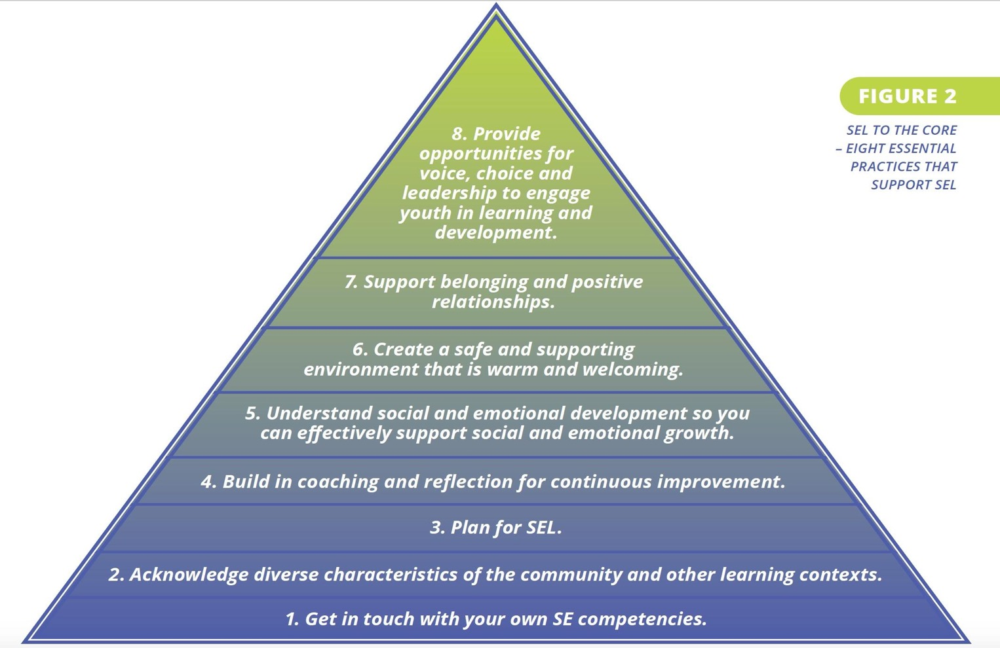 FIGURE 2
SEL TO THE CORE
– EIGHT ESSENTIAL
PRACTICES THAT
SUPPORT SEL
8. Provide
opportunities for
voice, choice and
leadership to engage
youth in learning and
development.
7. Support belonging and positive
relationships.
6. Create a safe and supporting
environment that is warm and welcoming.
5. Understand social and emotional development so you
can effectively support social and emotional growth.
4. Build in coaching and reflection for continuous improvement.
3. Plan for SEL.
2. Acknowledge diverse characteristics of the community and other learning contexts.
1. Get in touch with your own SE competencies.